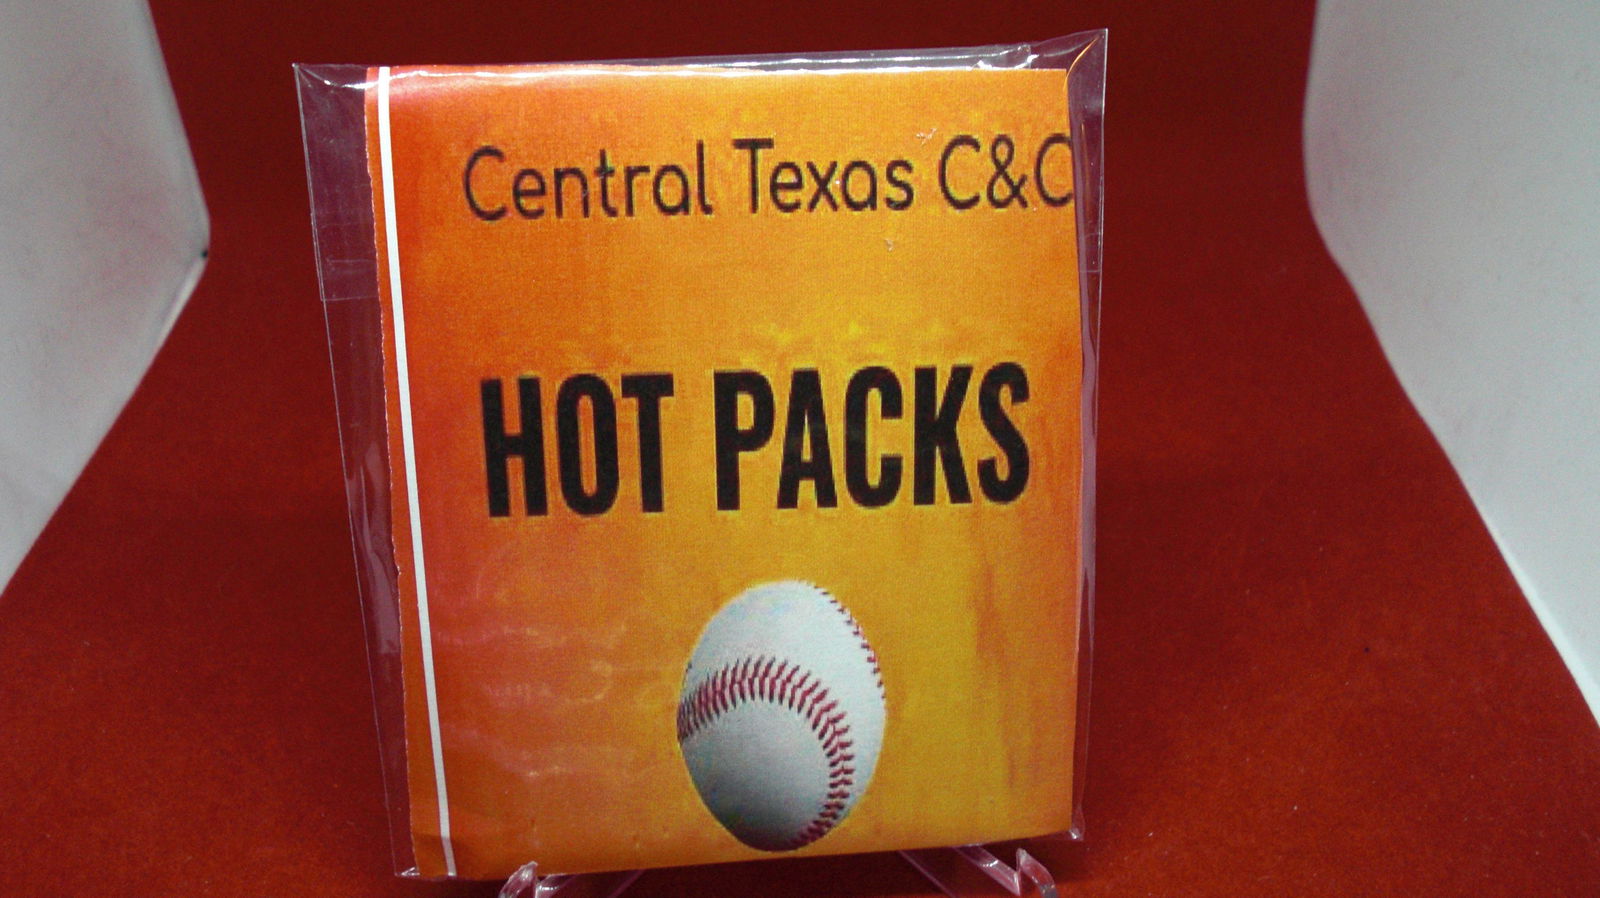 Central Texas C&C
HOT PACKS